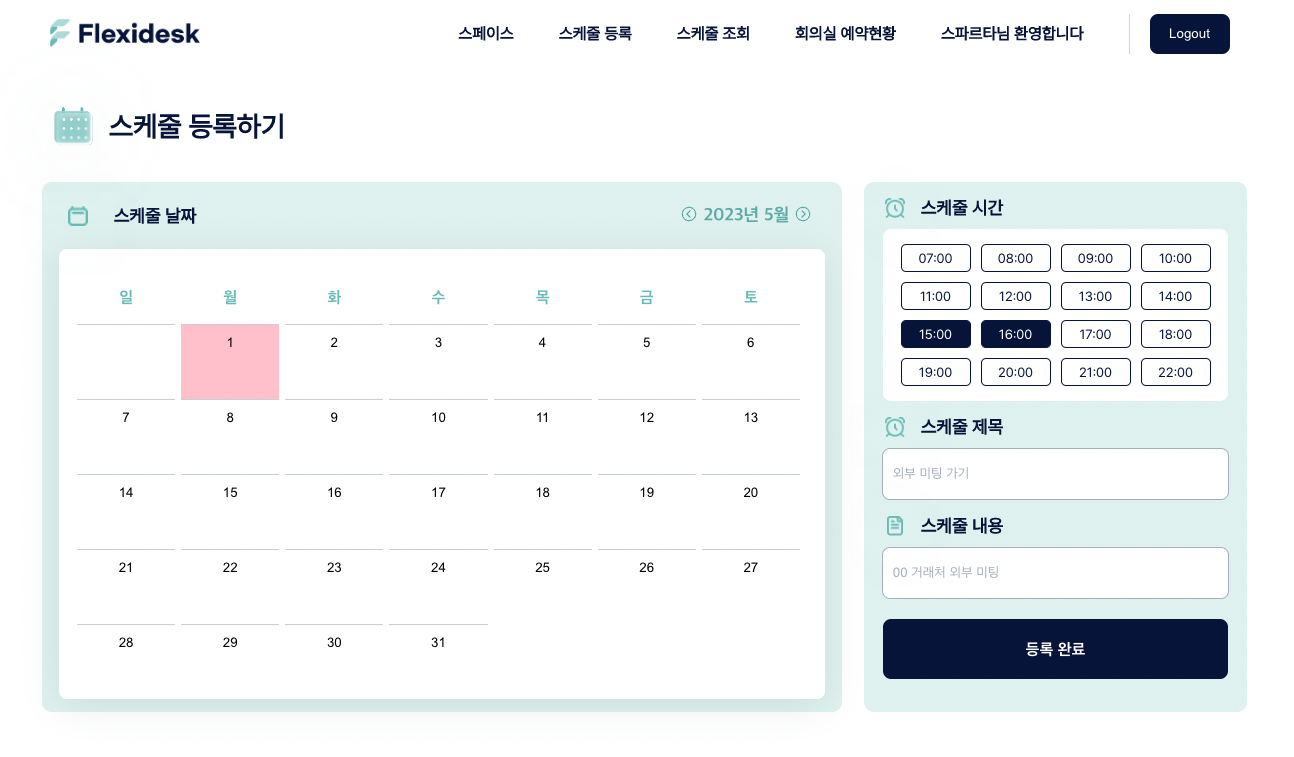 Flexidesk
스페이스 스케줄 등록 스케줄 조회 회의실 예약현황 스파르타님 환영합니다 Logout
스케줄 등록하기
스케줄 날짜 2023년 5월
일 월 화 수 목 금 토
1 2 3 4 5 6
7 8 9 10 11 12 13
14 15 16 17 18 19 20
21 22 23 24 25 26 27
28 29 30 31
스케줄 시간
07:00 08:00 09:00 10:00
11:00 12:00 13:00 14:00
15:00 16:00 17:00 18:00
19:00 20:00 21:00 22:00
스케줄 제목
외부 미팅 가기
스케줄 내용
00 거래처 외부 미팅
등록 완료